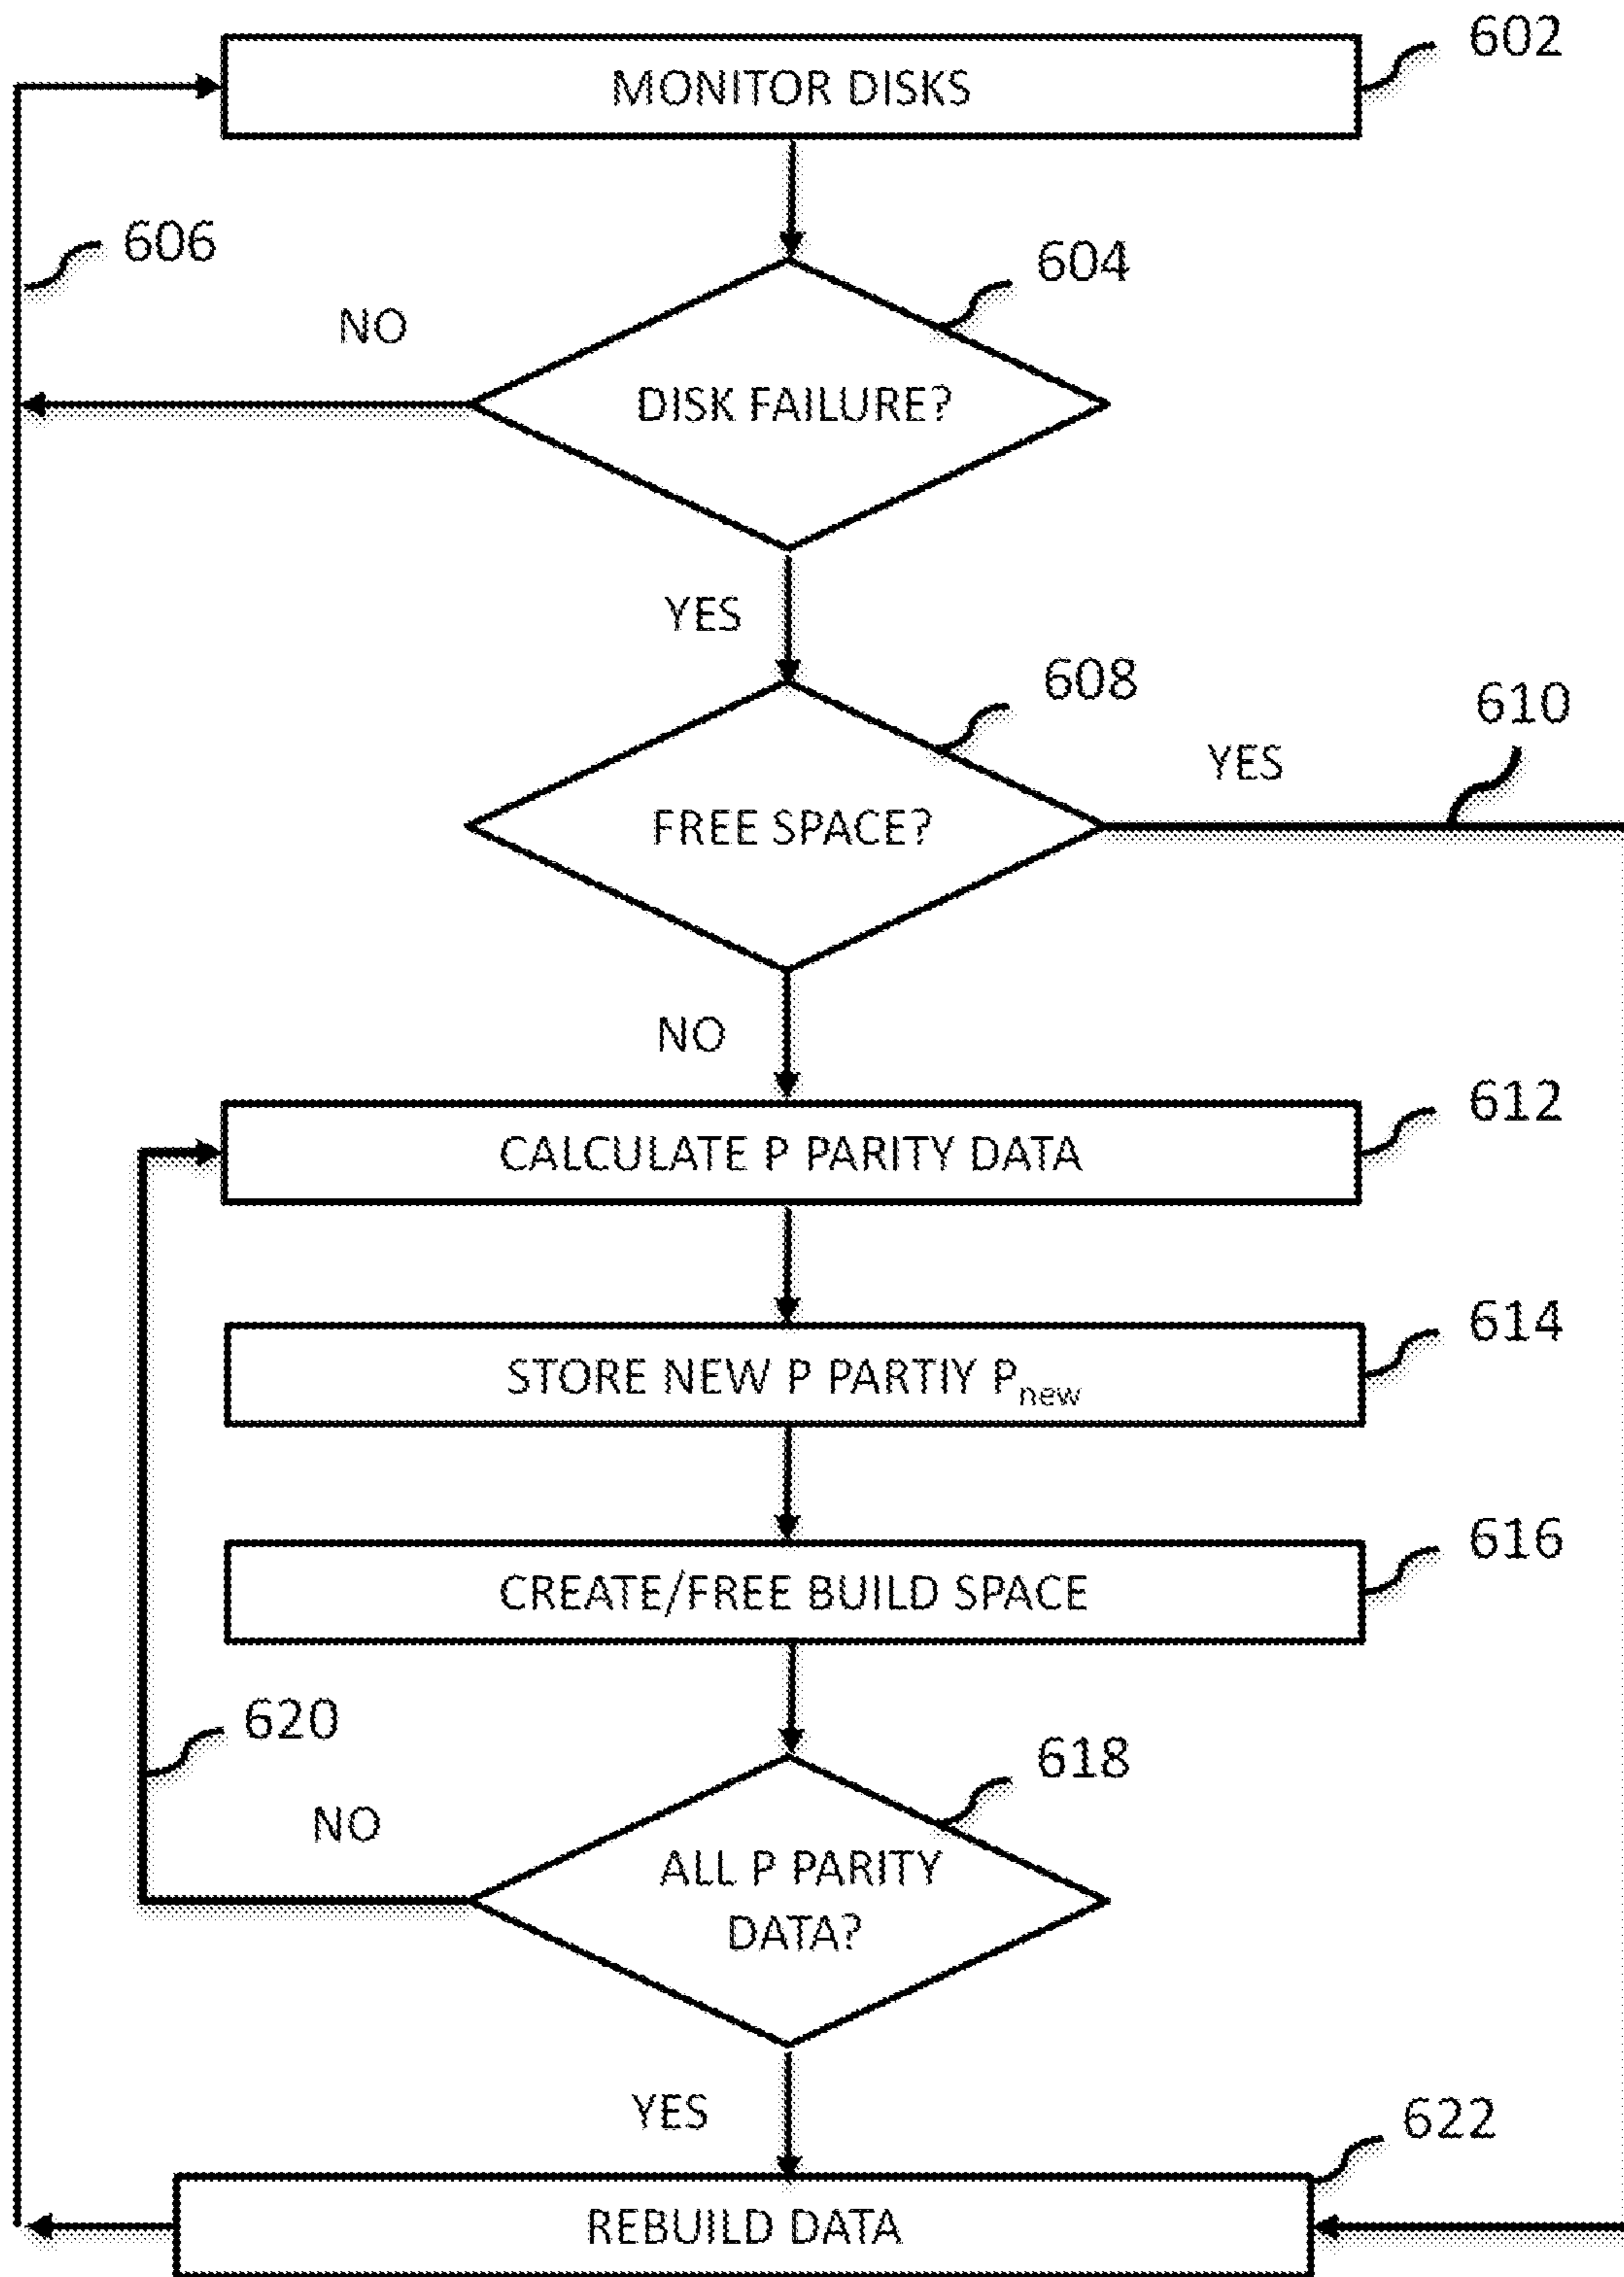 602
MONITOR DISKS
606
604
NO
DISK FAILURE?
YES
608
610
YES
FREE SPACE?
NO
612
CALCULATE P PARITY DATA
614
STORE NEW P PARTIY Pnew
616
CREATE/FREE BUILD SPACE
620
618
NO
ALL P PARITY
DATA?
YES
622
REBUILD DATA